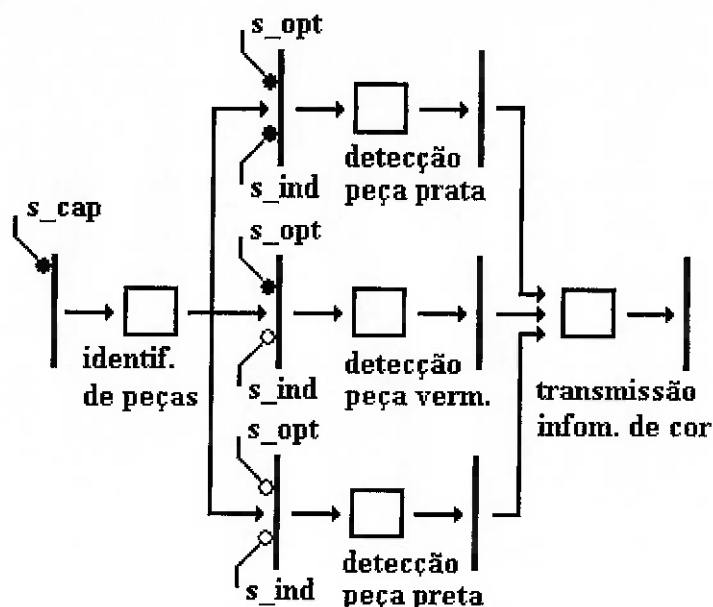 s_opt
s_ind
detecção
peça prata
s_cap
s_opt
identif.
de peças
s_ind
detecção
peça verm.
transmissão
infom. de cor
s_opt
s_ind
detecção
peça preta